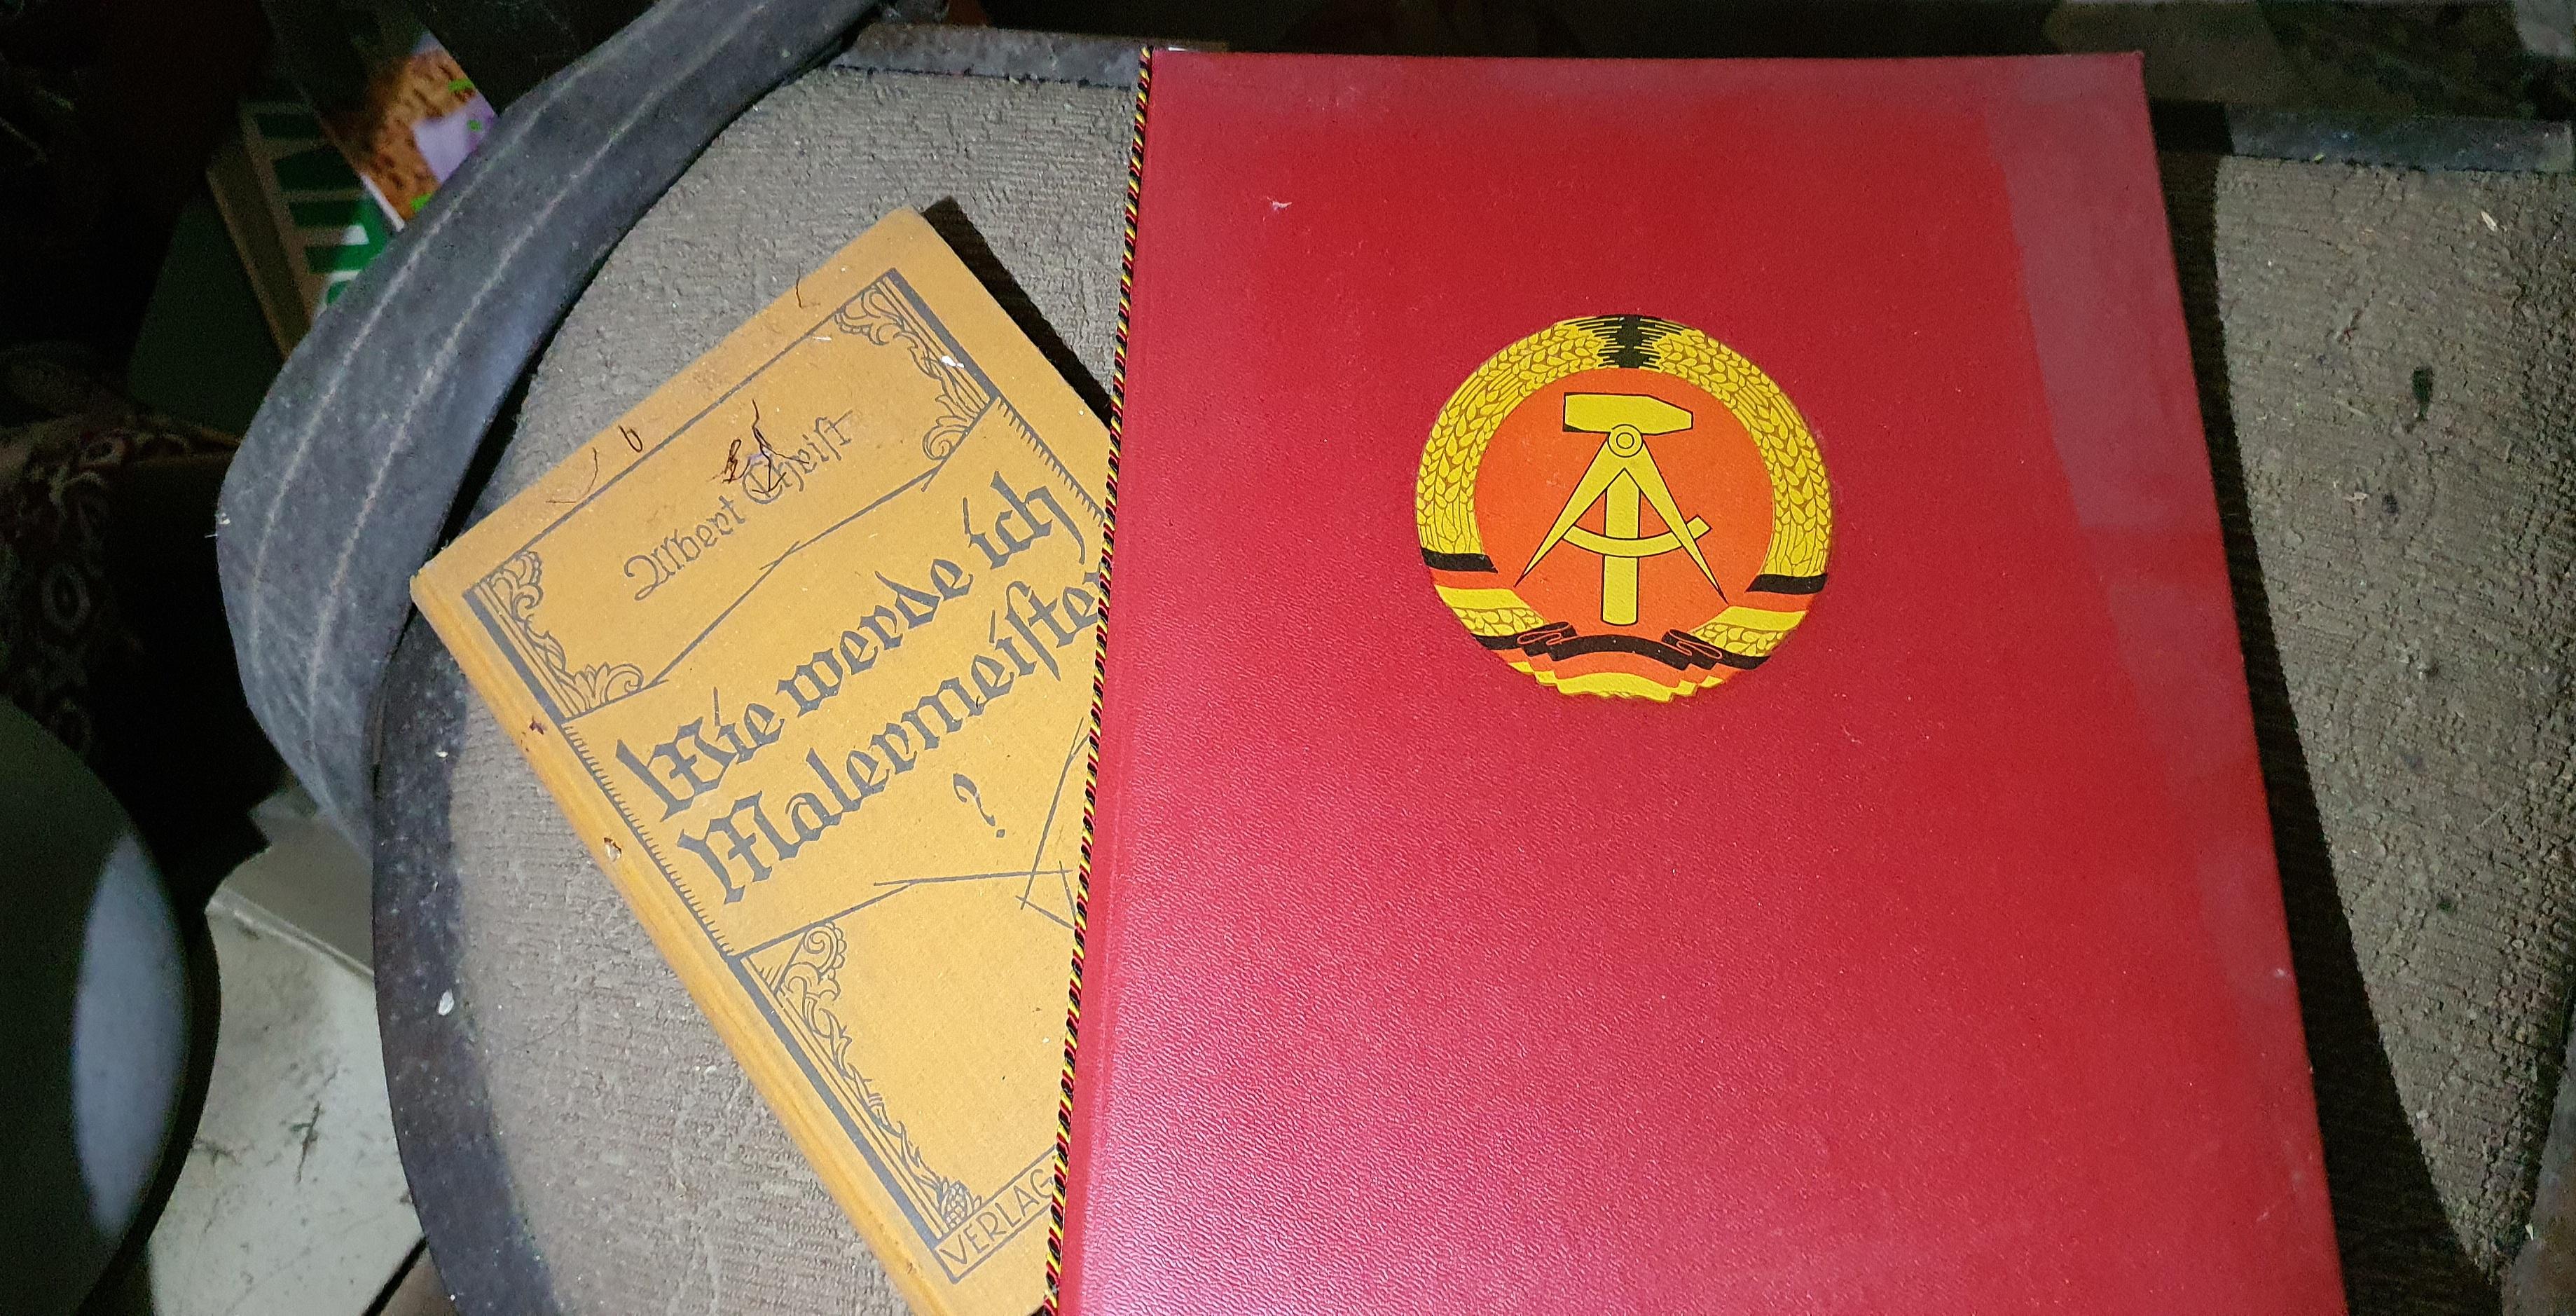 Albert Christ
Wie werde ich
Malermeister
?
VERLAG